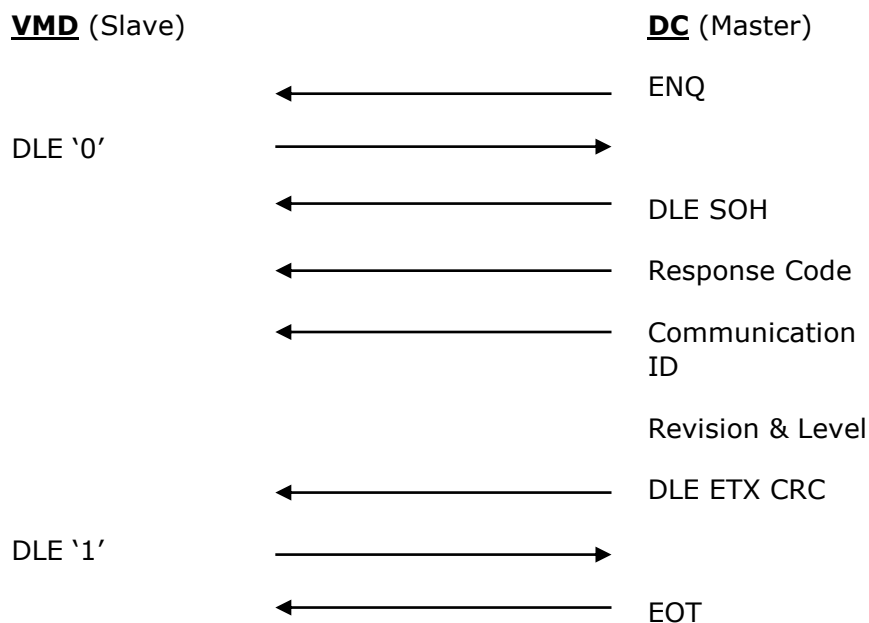 VMD (Slave) DC (Master)
ENQ
DLE ‘0’
DLE SOH
Response Code
Communication
ID
Revision & Level
DLE ETX CRC
DLE ‘1’
EOT